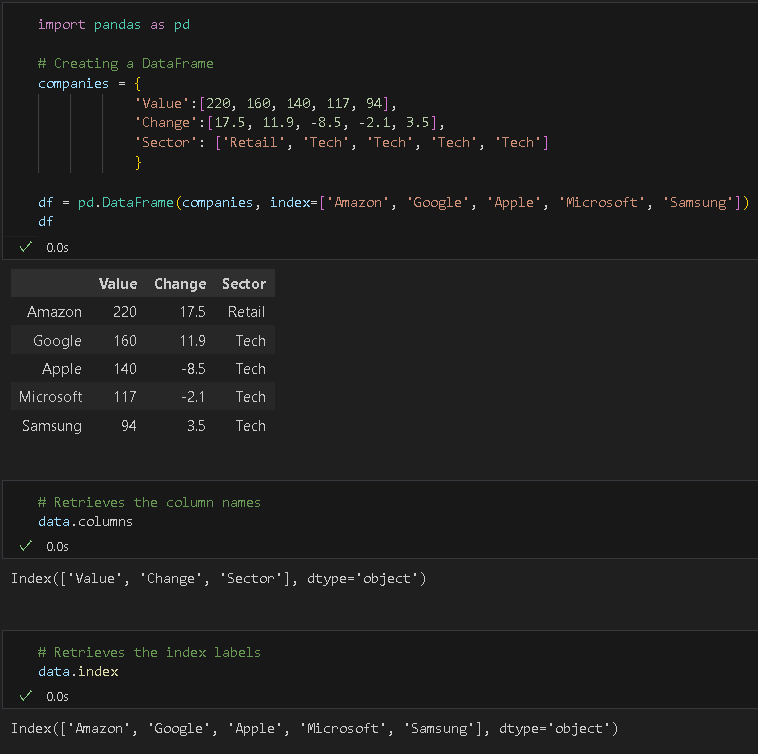 import pandas as pd
# Creating a DataFrame
companies = {
'Value':[220, 160, 140, 117, 94],
'Change':[17.5, 11.9, -8.5, -2.1, 3.5],
'Sector': ['Retail', 'Tech', 'Tech', 'Tech', 'Tech']
}
df = pd.DataFrame(companies, index=['Amazon', 'Google', 'Apple', 'Microsoft', 'Samsung'])
df
✓ 0.0s
Value Change Sector
Amazon 220 17.5 Retail
Google 160 11.9 Tech
Apple 140 -8.5 Tech
Microsoft 117 -2.1 Tech
Samsung 94 3.5 Tech
# Retrieves the column names
data.columns
✓ 0.0s
Index(['Value', 'Change', 'Sector'], dtype='object')
# Retrieves the index labels
data.index
✓ 0.0s
Index(['Amazon', 'Google', 'Apple', 'Microsoft', 'Samsung'], dtype='object')